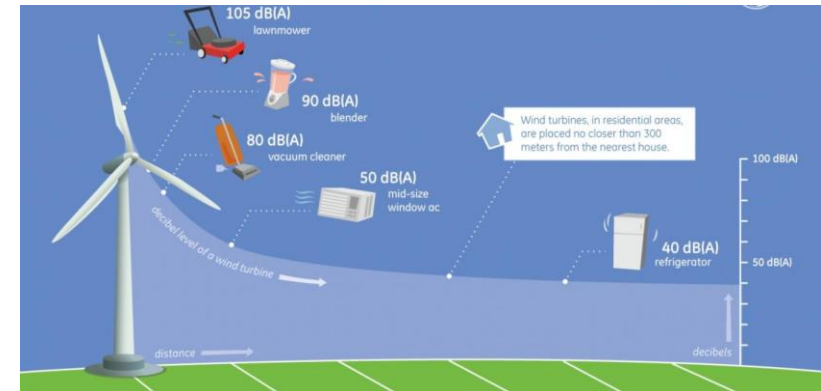 105 dB(A)
lawnmower
90 dB(A)
blender
80 dB(A)
vacuum cleaner
50 dB(A)
mid-size
window ac
Wind turbines, in residential areas,
are placed no closer than 300
meters from the nearest house.
100 dB(A)
40 dB(A)
refrigerator
50 dB(A)
decibel level of a wind turbine
distance
decibels